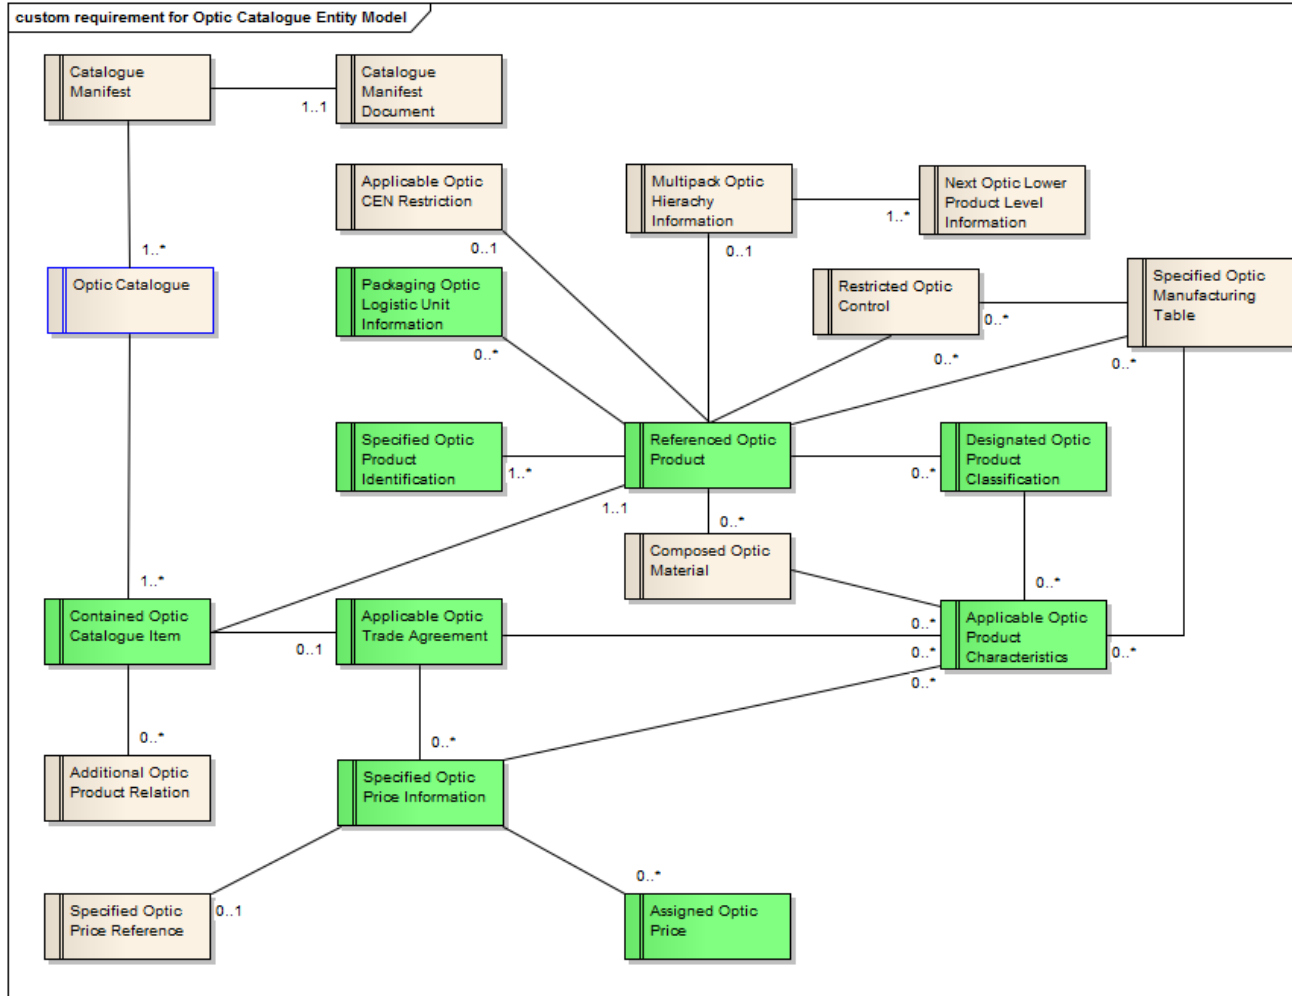 custom requirement for Optic Catalogue Entity Model
Catalogue
Manifest
1..1
Catalogue
Manifest
Document
Applicable Optic
CEN Restriction
0..1
Multipack Optic
Hierachy
Information
0..1
1..*
Next Optic Lower
Product Level
Information
1..*
Optic Catalogue
Packaging Optic
Logistic Unit
Information
0..*
Restricted Optic
Control
0..*
0..*
Specified Optic
Manufacturing
Table
0..*
Specified Optic
Product
Identification
1..*
Referenced Optic
Product
1..1
0..*
0..*
Designated Optic
Product
Classification
Composed Optic
Material
0..*
1..*
Contained Optic
Catalogue Item
0..1
Applicable Optic
Trade Agreement
0..*
0..*
0..*
Applicable Optic
Product
Characteristics
0..*
0..*
Additional Optic
Product Relation
0..*
Specified Optic
Price Information
Specified Optic
Price Reference
0..1
0..*
Assigned Optic
Price